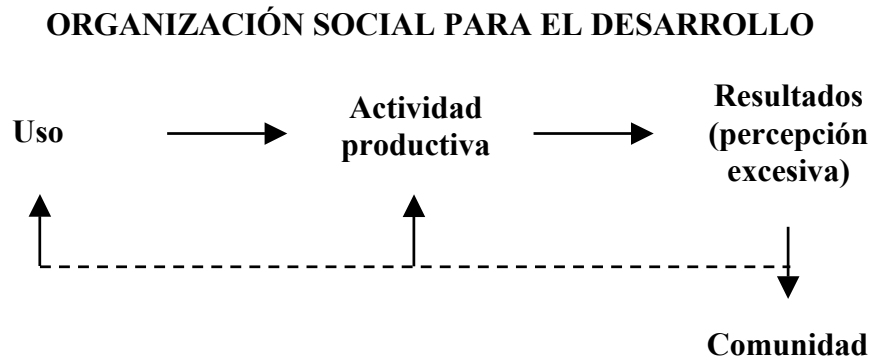 ORGANIZACIÓN SOCIAL PARA EL DESARROLLO
Uso
Actividad
productiva
Resultados
(percepción
excesiva)
Comunidad